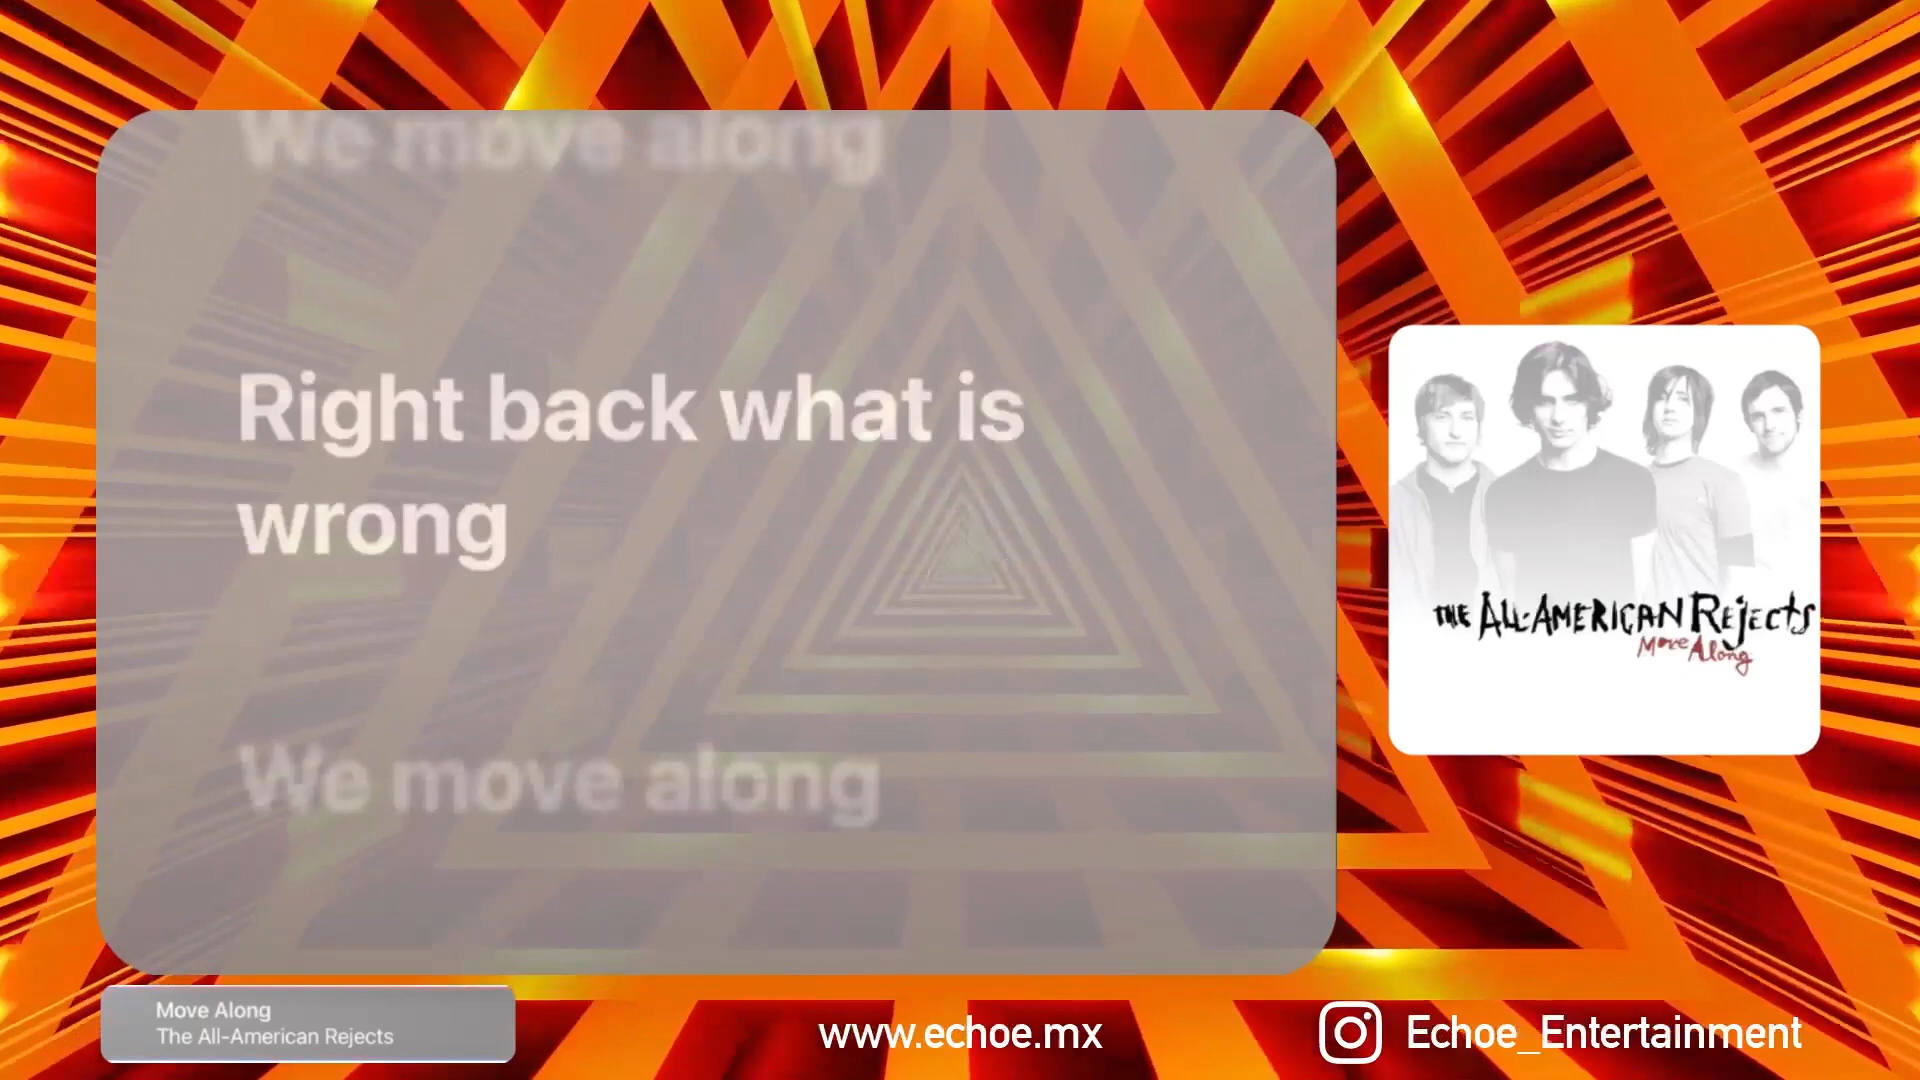 We move along
Right back what is
wrong
We move along
THE ALL-AMERICAN REJECTS
Move Along
Move Along
The All-American Rejects
www.echoe.mx
Echoe_Entertainment